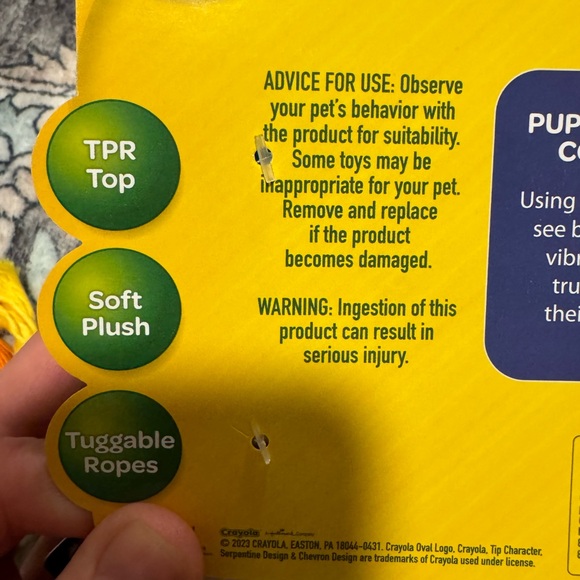 TPR
Top
Soft
Plush
Tuggable
Ropes
ADVICE FOR USE: Observe
your pet's behavior with
the product for suitability.
Some toys may be
inappropriate for your pet.
Remove and replace
if the product
becomes damaged.
WARNING: Ingestion of this
product can result in
serious injury.
PUP
CO
Using
see b
vibr
tru
thei
Crayola
© 2023 CRAYOLA, EASTON, PA 18044-0431. Crayola Oval Logo, Crayola, Tip Character,
Serpentine Design & Chevron Design are trademarks of Crayola used under license.